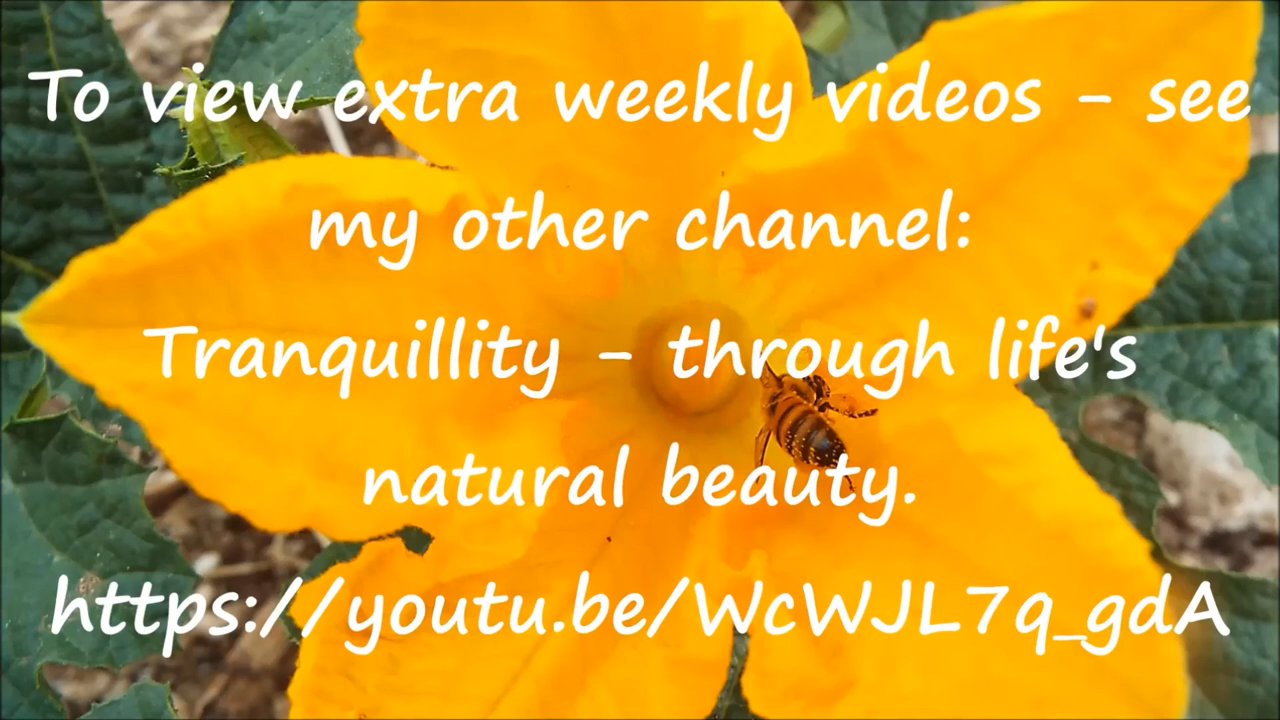 To view extra weekly videos - see
my other channel:
Tranquillity - through life's
natural beauty.
https://youtu.be/WcWJL7q_gdA